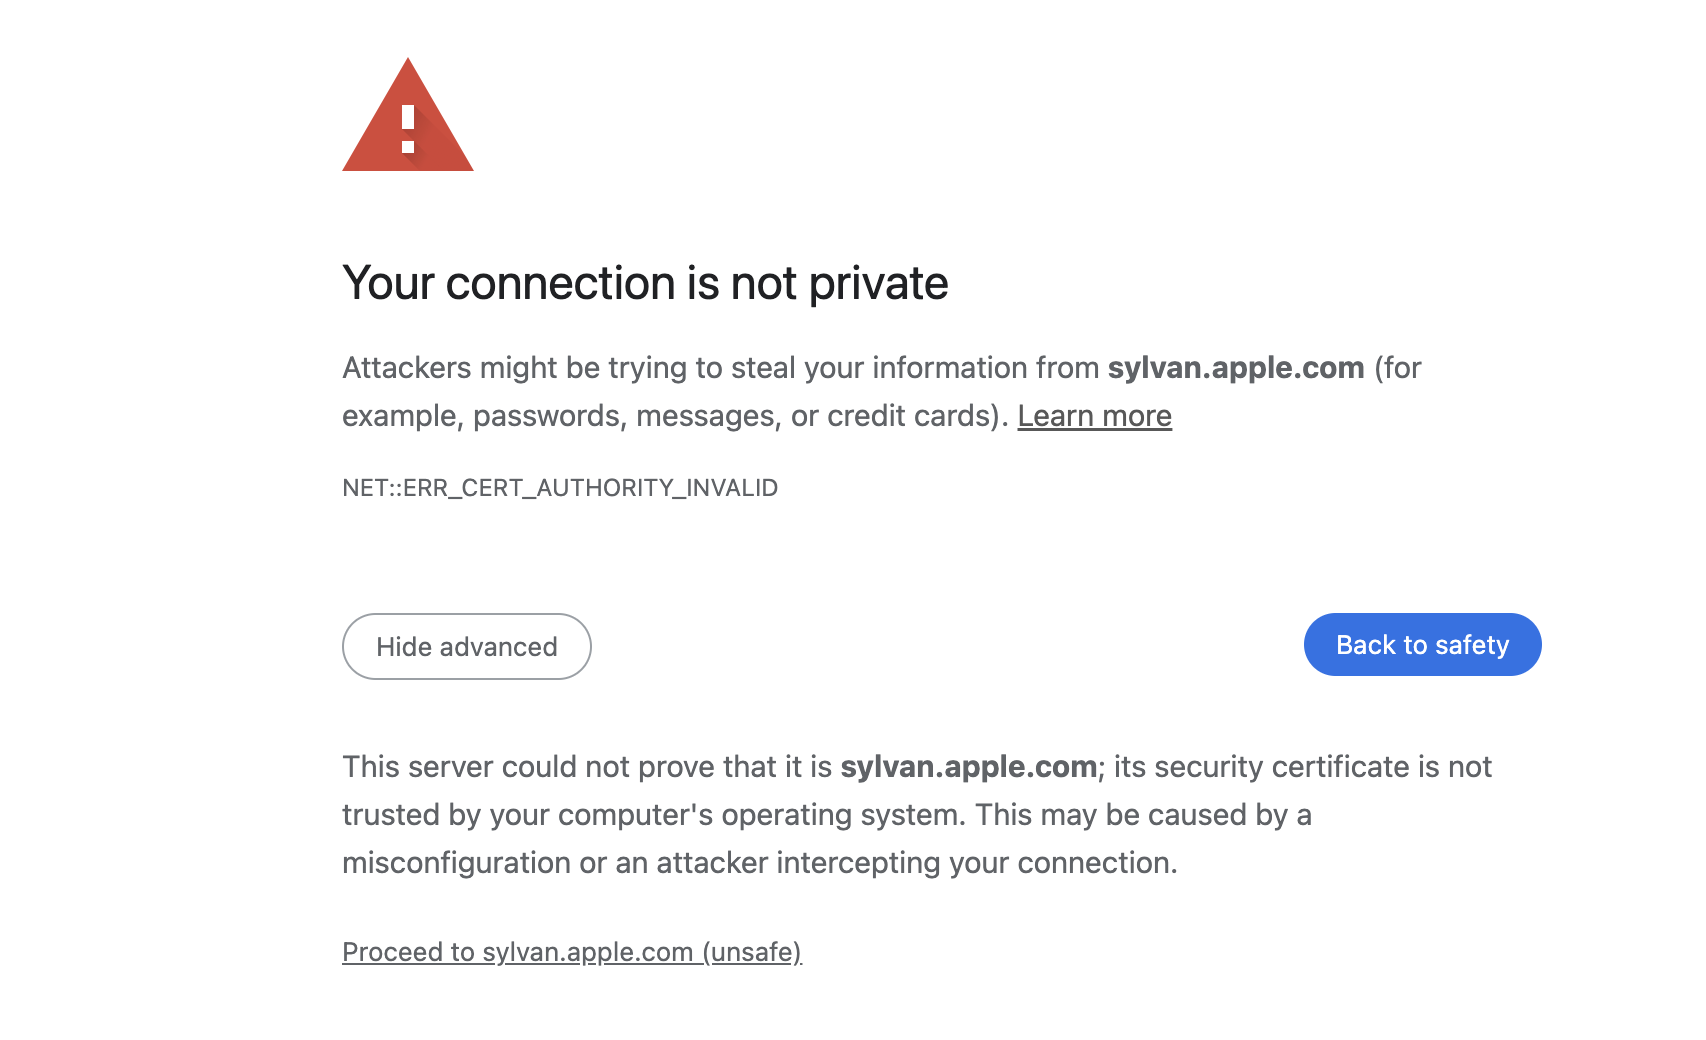 Your connection is not private
Attackers might be trying to steal your information from sylvan.apple.com (for
example, passwords, messages, or credit cards). Learn more
NET::ERR_CERT_AUTHORITY_INVALID
Hide advanced
Back to safety
This server could not prove that it is sylvan.apple.com; its security certificate is not
trusted by your computer's operating system. This may be caused by a
misconfiguration or an attacker intercepting your connection.
Proceed to sylvan.apple.com (unsafe)